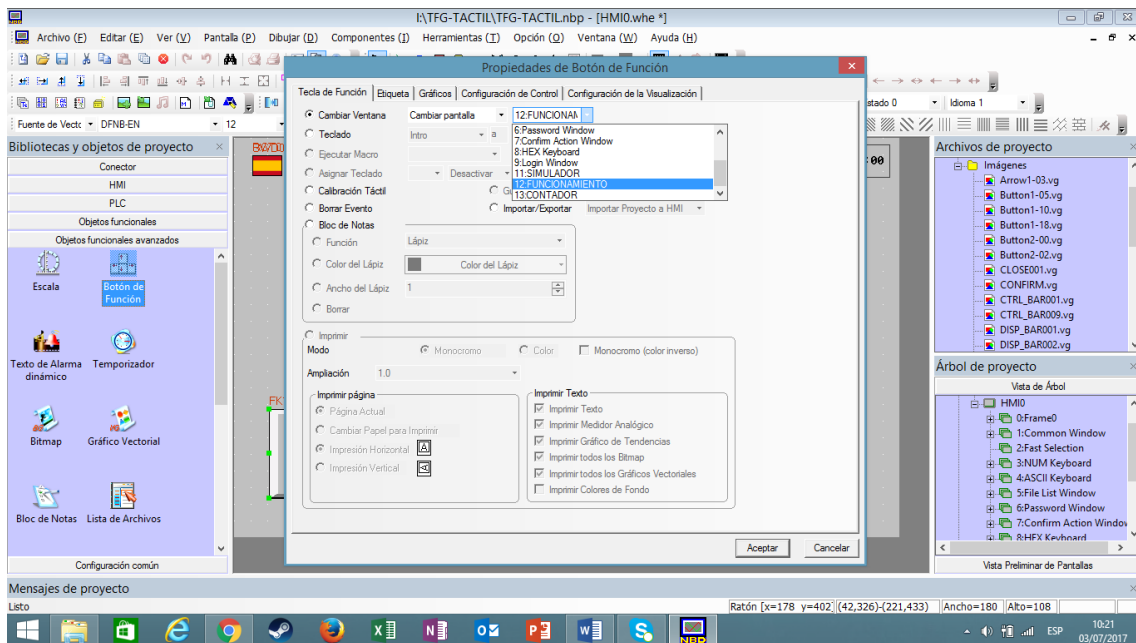 I:\TFG-TACTIL\TFG-TACTIL.nbp - [HMI0.whe *]
Archivo (F) Editar (E) Ver (V) Pantalla (P) Dibujar (D) Componentes (I) Herramientas (T) Opción (O) Ventana (W) Ayuda (H)
stado 0 Idioma 1
Fuente de Vectc DFNB-EN 12
Bibliotecas y objetos de proyecto
Conector
HMI
PLC
Objetos funcionales
Objetos funcionales avanzados
Escala
Botón de Función
Texto de Alarma dinámico
Temporizador
Bitmap
Gráfico Vectorial
Bloc de Notas
Lista de Archivos
Configuración común
:00
Propiedades de Botón de Función
Tecla de Función Etiqueta Gráficos Configuración de Control Configuración de la Visualización
Cambiar Ventana Cambiar pantalla 12:FUNCIONAM
Teclado Intro a
Ejecutar Macro
Asignar Teclado Desactivar
Calibración Táctil
Borrar Evento Importar/Exportar Importar Proyecto a HMI
6:Password Window
7:Confirm Action Window
8:HEX Keyboard
9:Login Window
11:SIMULADOR
12:FUNCIONAMIENTO
13:CONTADOR
Bloc de Notas
Función Lápiz
Color del Lápiz Color del Lápiz
Ancho del Lápiz 1
Borrar
Imprimir
Modo Monocromo Color Monocromo (color inverso)
Ampliación 1.0
Imprimir página
Página Actual
Cambiar Papel para Imprimir
Impresión Horizontal A
Impresión Vertical A
Imprimir Texto
Imprimir Texto
Imprimir Medidor Analógico
Imprimir Gráfico de Tendencias
Imprimir todos los Bitmap
Imprimir todos los Gráficos Vectoriales
Imprimir Colores de Fondo
Aceptar Cancelar
Archivos de proyecto
Imágenes
Arrow1-03.vg
Button1-05.vg
Button1-10.vg
Button1-18.vg
Button2-00.vg
Button2-02.vg
CLOSE001.vg
CONFIRM.vg
CTRL_BAR001.vg
CTRL_BAR009.vg
DISP_BAR001.vg
DISP_BAR002.vg
Árbol de proyecto
Vista de Árbol
HMI0
0:Frame0
1:Common Window
2:Fast Selection
3:NUM Keyboard
4:ASCII Keyboard
5:File List Window
6:Password Window
7:Confirm Action Window
8:HEX Keyboard
Vista Preliminar de Pantallas
Mensajes de proyecto
Listo
Ratón [x=178 y=402] (42,326)-(221,433) Ancho=180 Alto=108
ESP
10:21
03/07/2017